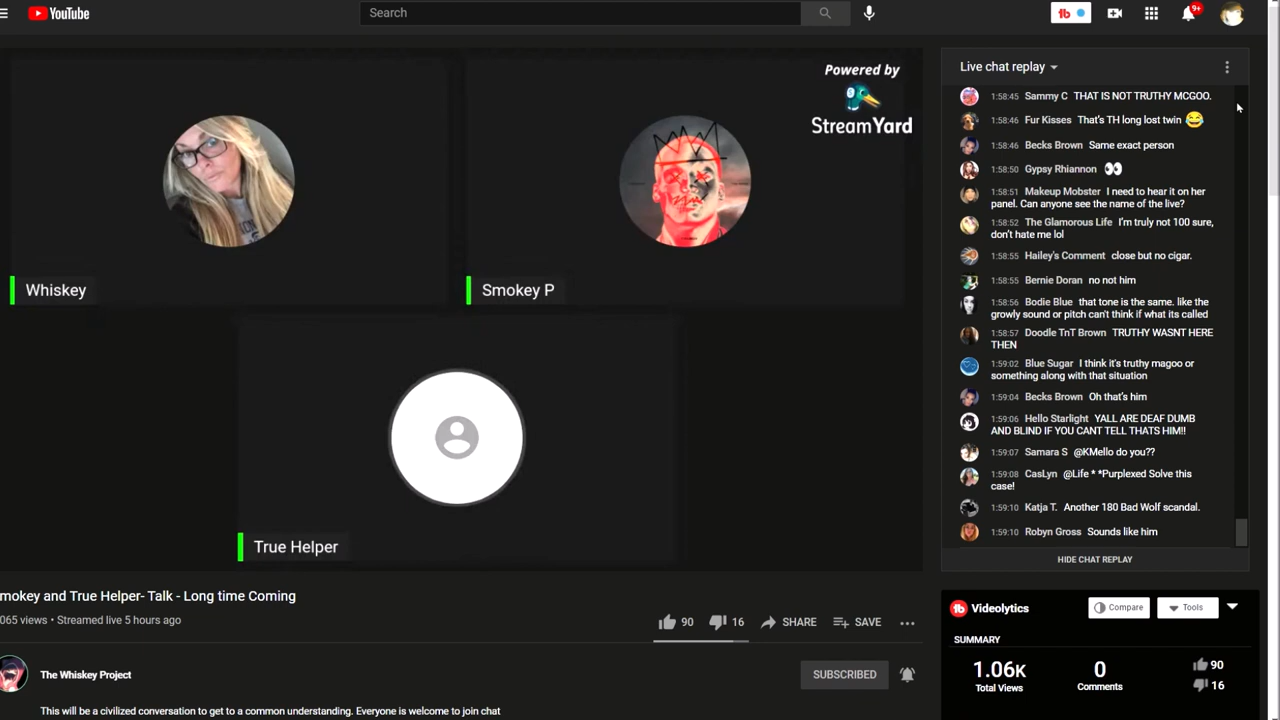 YouTube
Search
9+
Powered by
StreamYard
Whiskey
Smokey P
True Helper
Live chat replay
1:58:45 Sammy C THAT IS NOT TRUTHY MCGOO.
1:58:46 Fur Kisses That's TH long lost twin 😂
1:58:46 Becks Brown Same exact person
1:58:50 Gypsy Rhiannon 👀
1:58:51 Makeup Mobster I need to hear it on her
panel. Can anyone see the name of the live?
1:58:52 The Glamorous Life I'm truly not 100 sure,
don't hate me lol
1:58:55 Hailey's Comment close but no cigar.
1:58:55 Bernie Doran no not him
1:58:56 Bodie Blue that tone is the same. like the
growly sound or pitch can't think if what its called
1:58:57 Doodle TnT Brown TRUTHY WASNT HERE
THEN
1:59:02 Blue Sugar I think it's truthy magoo or
something along with that situation
1:59:04 Becks Brown Oh that's him
1:59:06 Hello Starlight YALL ARE DEAF DUMB
AND BLIND IF YOU CANT TELL THATS HIM!!
1:59:07 Samara S @KMello do you??
1:59:08 CasLyn @Life * *Purplexed Solve this
case!
1:59:10 Katja T. Another 180 Bad Wolf scandal.
1:59:10 Robyn Gross Sounds like him
HIDE CHAT REPLAY
mokey and True Helper- Talk - Long time Coming
065 views • Streamed live 5 hours ago
90
16
SHARE
SAVE
The Whiskey Project
SUBSCRIBED
This will be a civilized conversation to get to a common understanding. Everyone is welcome to join chat
Videolytics
Compare
Tools
SUMMARY
1.06K
Total Views
0
Comments
90
16